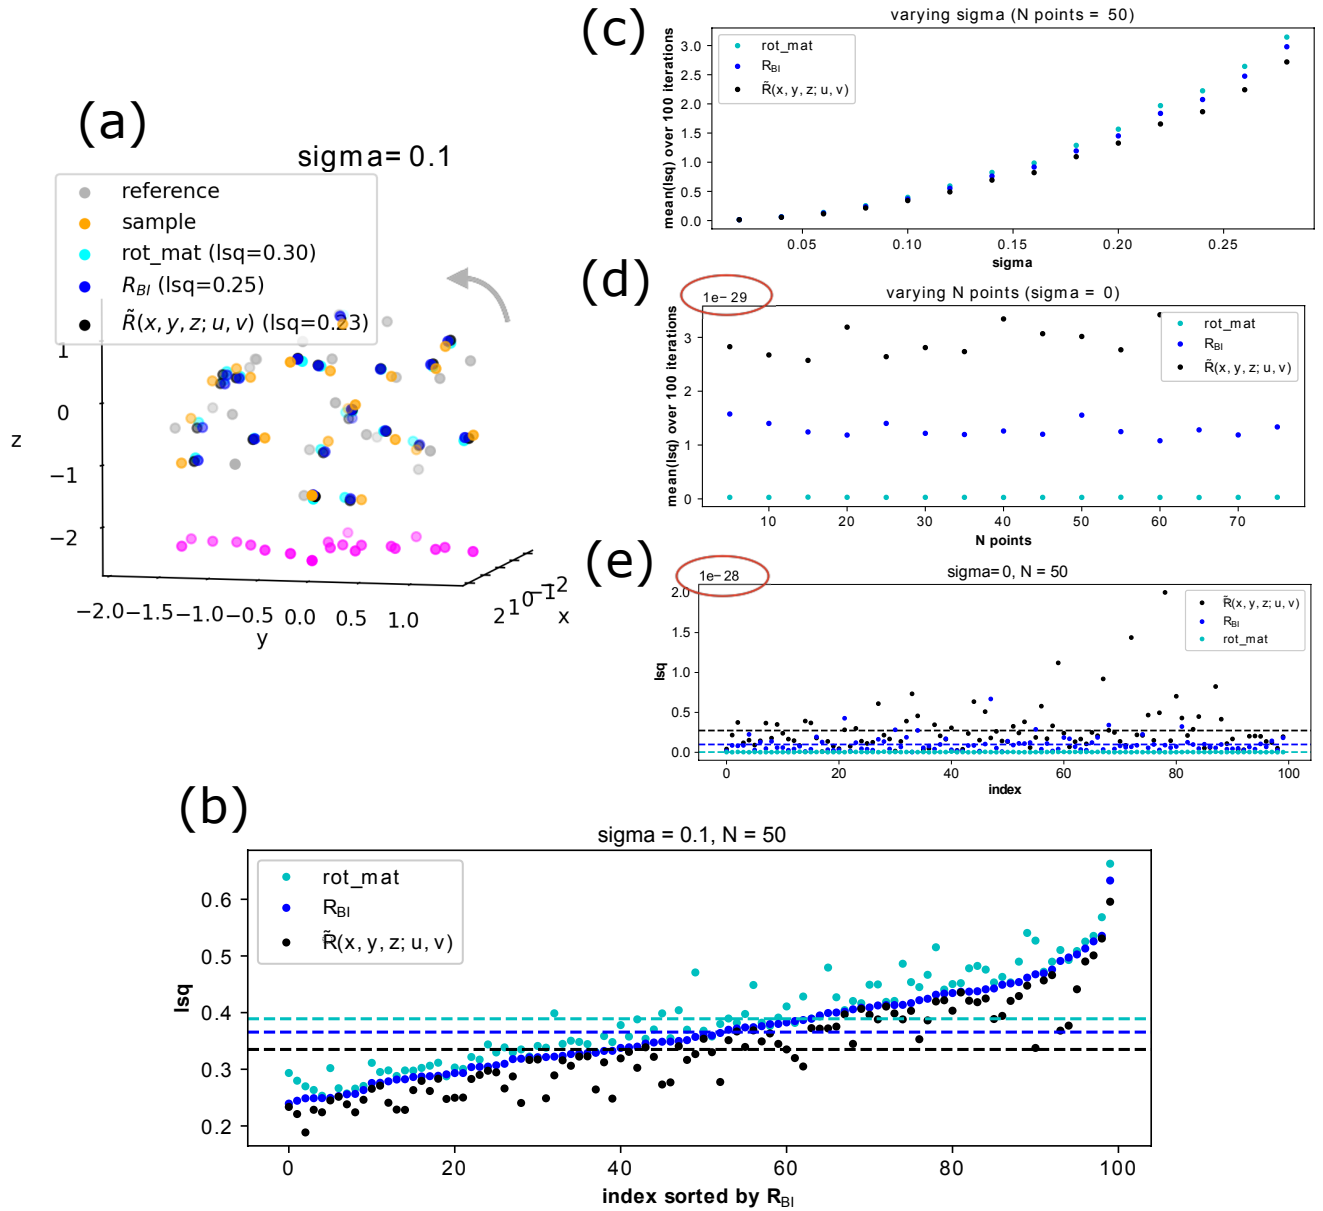 (a)
sigma= 0.1
reference
sample
rot_mat (lsq=0.30)
R_BI (lsq=0.25)
R̃(x, y, z; u, v) (lsq=0.23)
1
0
z
−1
−2
−2.0 −1.5 −1.0 −0.5 0.0 0.5 1.0
y
2 1 0 −1 −2
x
(c)
varying sigma (N points = 50)
mean(lsq) over 100 iterations
3.0
2.5
2.0
1.5
1.0
0.5
0.0
rot_mat
R_BI
R̃(x, y, z; u, v)
0.05 0.10 0.15 0.20 0.25
sigma
(d)
1e−29
varying N points (sigma = 0)
mean(lsq) over 100 iterations
3
2
1
0
rot_mat
R_BI
R̃(x, y, z; u, v)
10 20 30 40 50 60 70
N points
(e)
1e−28
sigma=0, N = 50
lsq
2.0
1.5
1.0
0.5
0.0
R̃(x, y, z; u, v)
R_BI
rot_mat
0 20 40 60 80 100
index
(b)
sigma = 0.1, N = 50
lsq
0.6
0.5
0.4
0.3
0.2
rot_mat
R_BI
R̃(x, y, z; u, v)
0 20 40 60 80 100
index sorted by R_BI